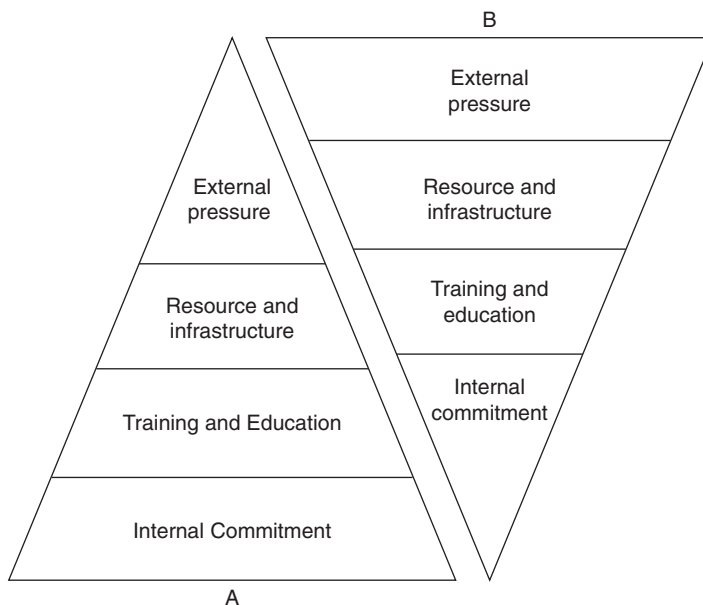 B
External
pressure
Resource and
infrastructure
Training and
education
Internal
commitment
External
pressure
Resource and
infrastructure
Training and Education
Internal Commitment
A